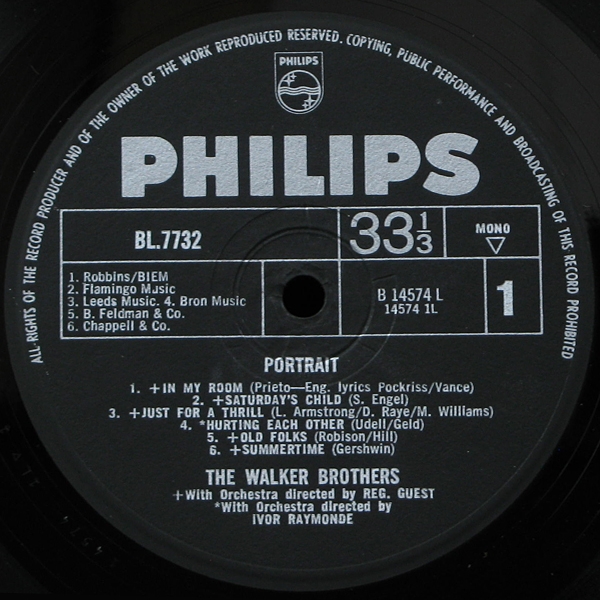 ALL-RIGHTS OF THE RECORD PRODUCER AND OF THE OWNER OF THE WORK REPRODUCED RESERVED. COPYING, PUBLIC PERFORMANCE AND BROADCASTING OF THIS RECORD PROHIBITED
PHILIPS
PHILIPS
BL.7732
33 1/3
MONO
1. Robbins/BIEM
2. Flamingo Music
3. Leeds Music. 4. Bron Music
5. B. Feldman & Co.
6. Chappell & Co.
B 14574 L
14574 1L
1
PORTRAIT
1. +IN MY ROOM (Prieto—Eng. lyrics Pockriss/Vance)
2. +SATURDAY'S CHILD (S. Engel)
3. +JUST FOR A THRILL (L. Armstrong/D. Raye/M. Williams)
4. *HURTING EACH OTHER (Udell/Geld)
5. +OLD FOLKS (Robison/Hill)
6. +SUMMERTIME (Gershwin)
THE WALKER BROTHERS
+With Orchestra directed by REG. GUEST
*With Orchestra directed by
IVOR RAYMONDE